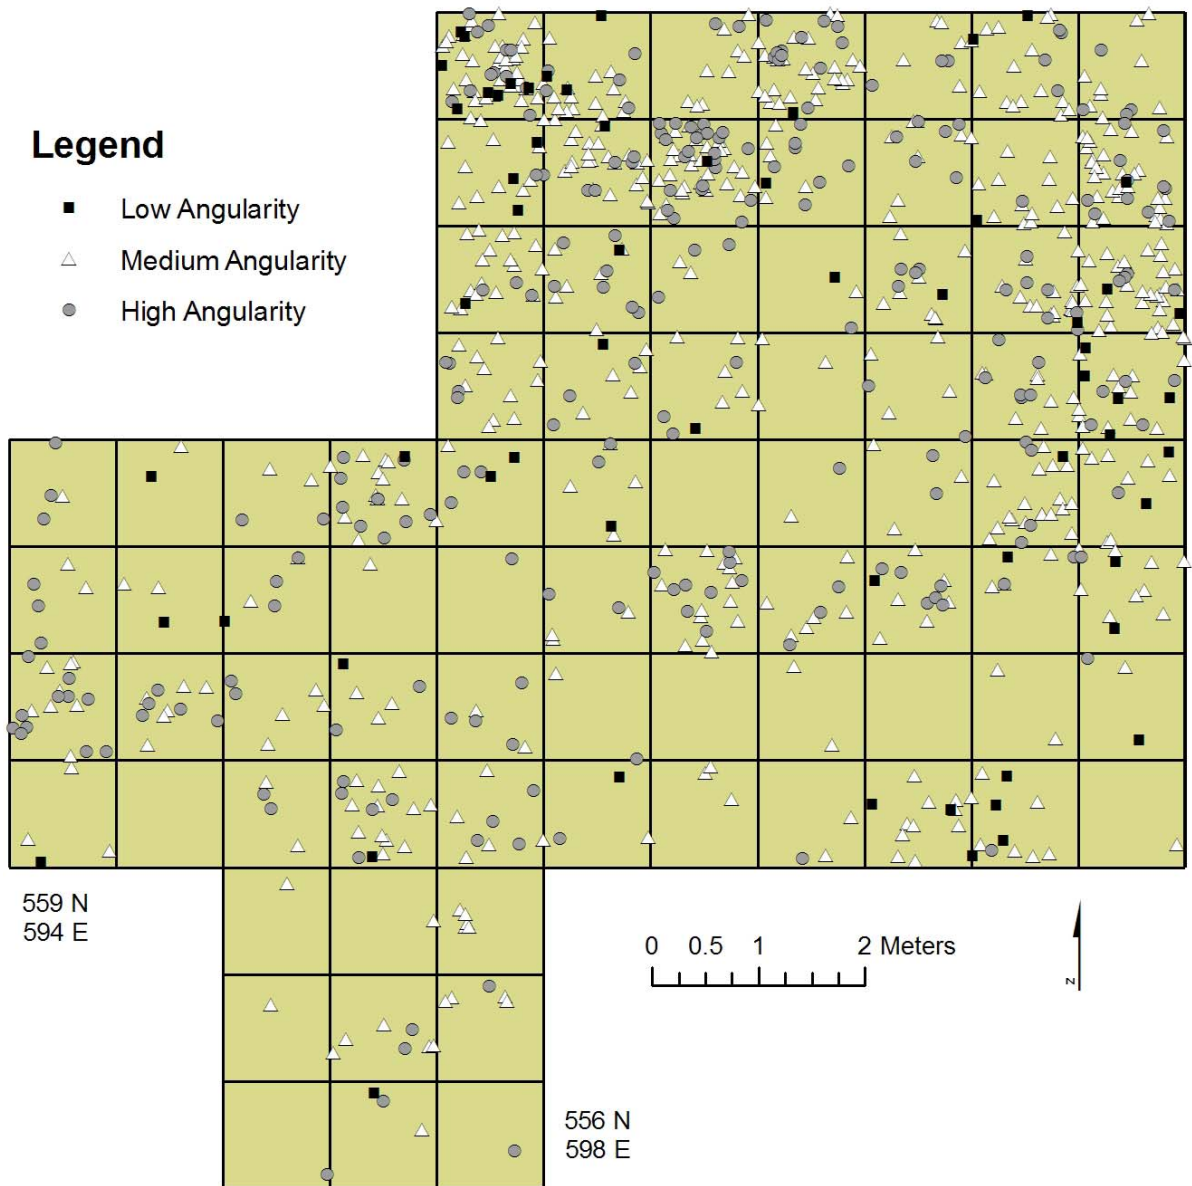 Legend
Low Angularity
Medium Angularity
High Angularity
559 N
594 E
0 0.5 1 2 Meters
N
556 N
598 E